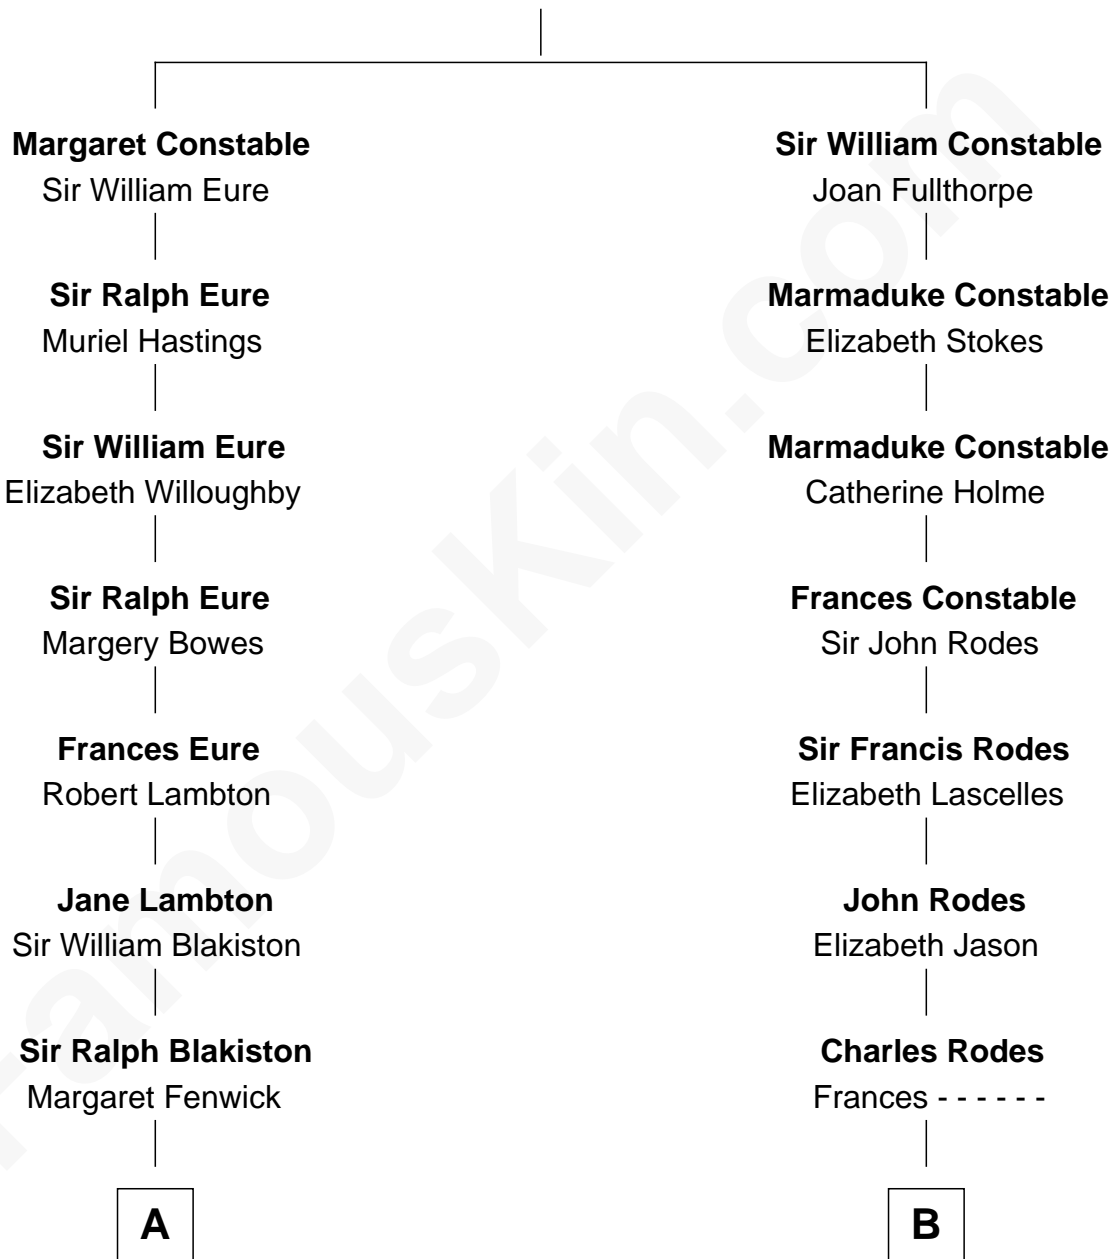 Margaret Constable
Sir William Eure
Sir Ralph Eure
Muriel Hastings
Sir William Eure
Elizabeth Willoughby
Sir Ralph Eure
Margery Bowes
Frances Eure
Robert Lambton
Jane Lambton
Sir William Blakiston
Sir Ralph Blakiston
Margaret Fenwick
A
Sir William Constable
Joan Fullthorpe
Marmaduke Constable
Elizabeth Stokes
Marmaduke Constable
Catherine Holme
Frances Constable
Sir John Rodes
Sir Francis Rodes
Elizabeth Lascelles
John Rodes
Elizabeth Jason
Charles Rodes
Frances - - - - - -
B
FamousKin.com